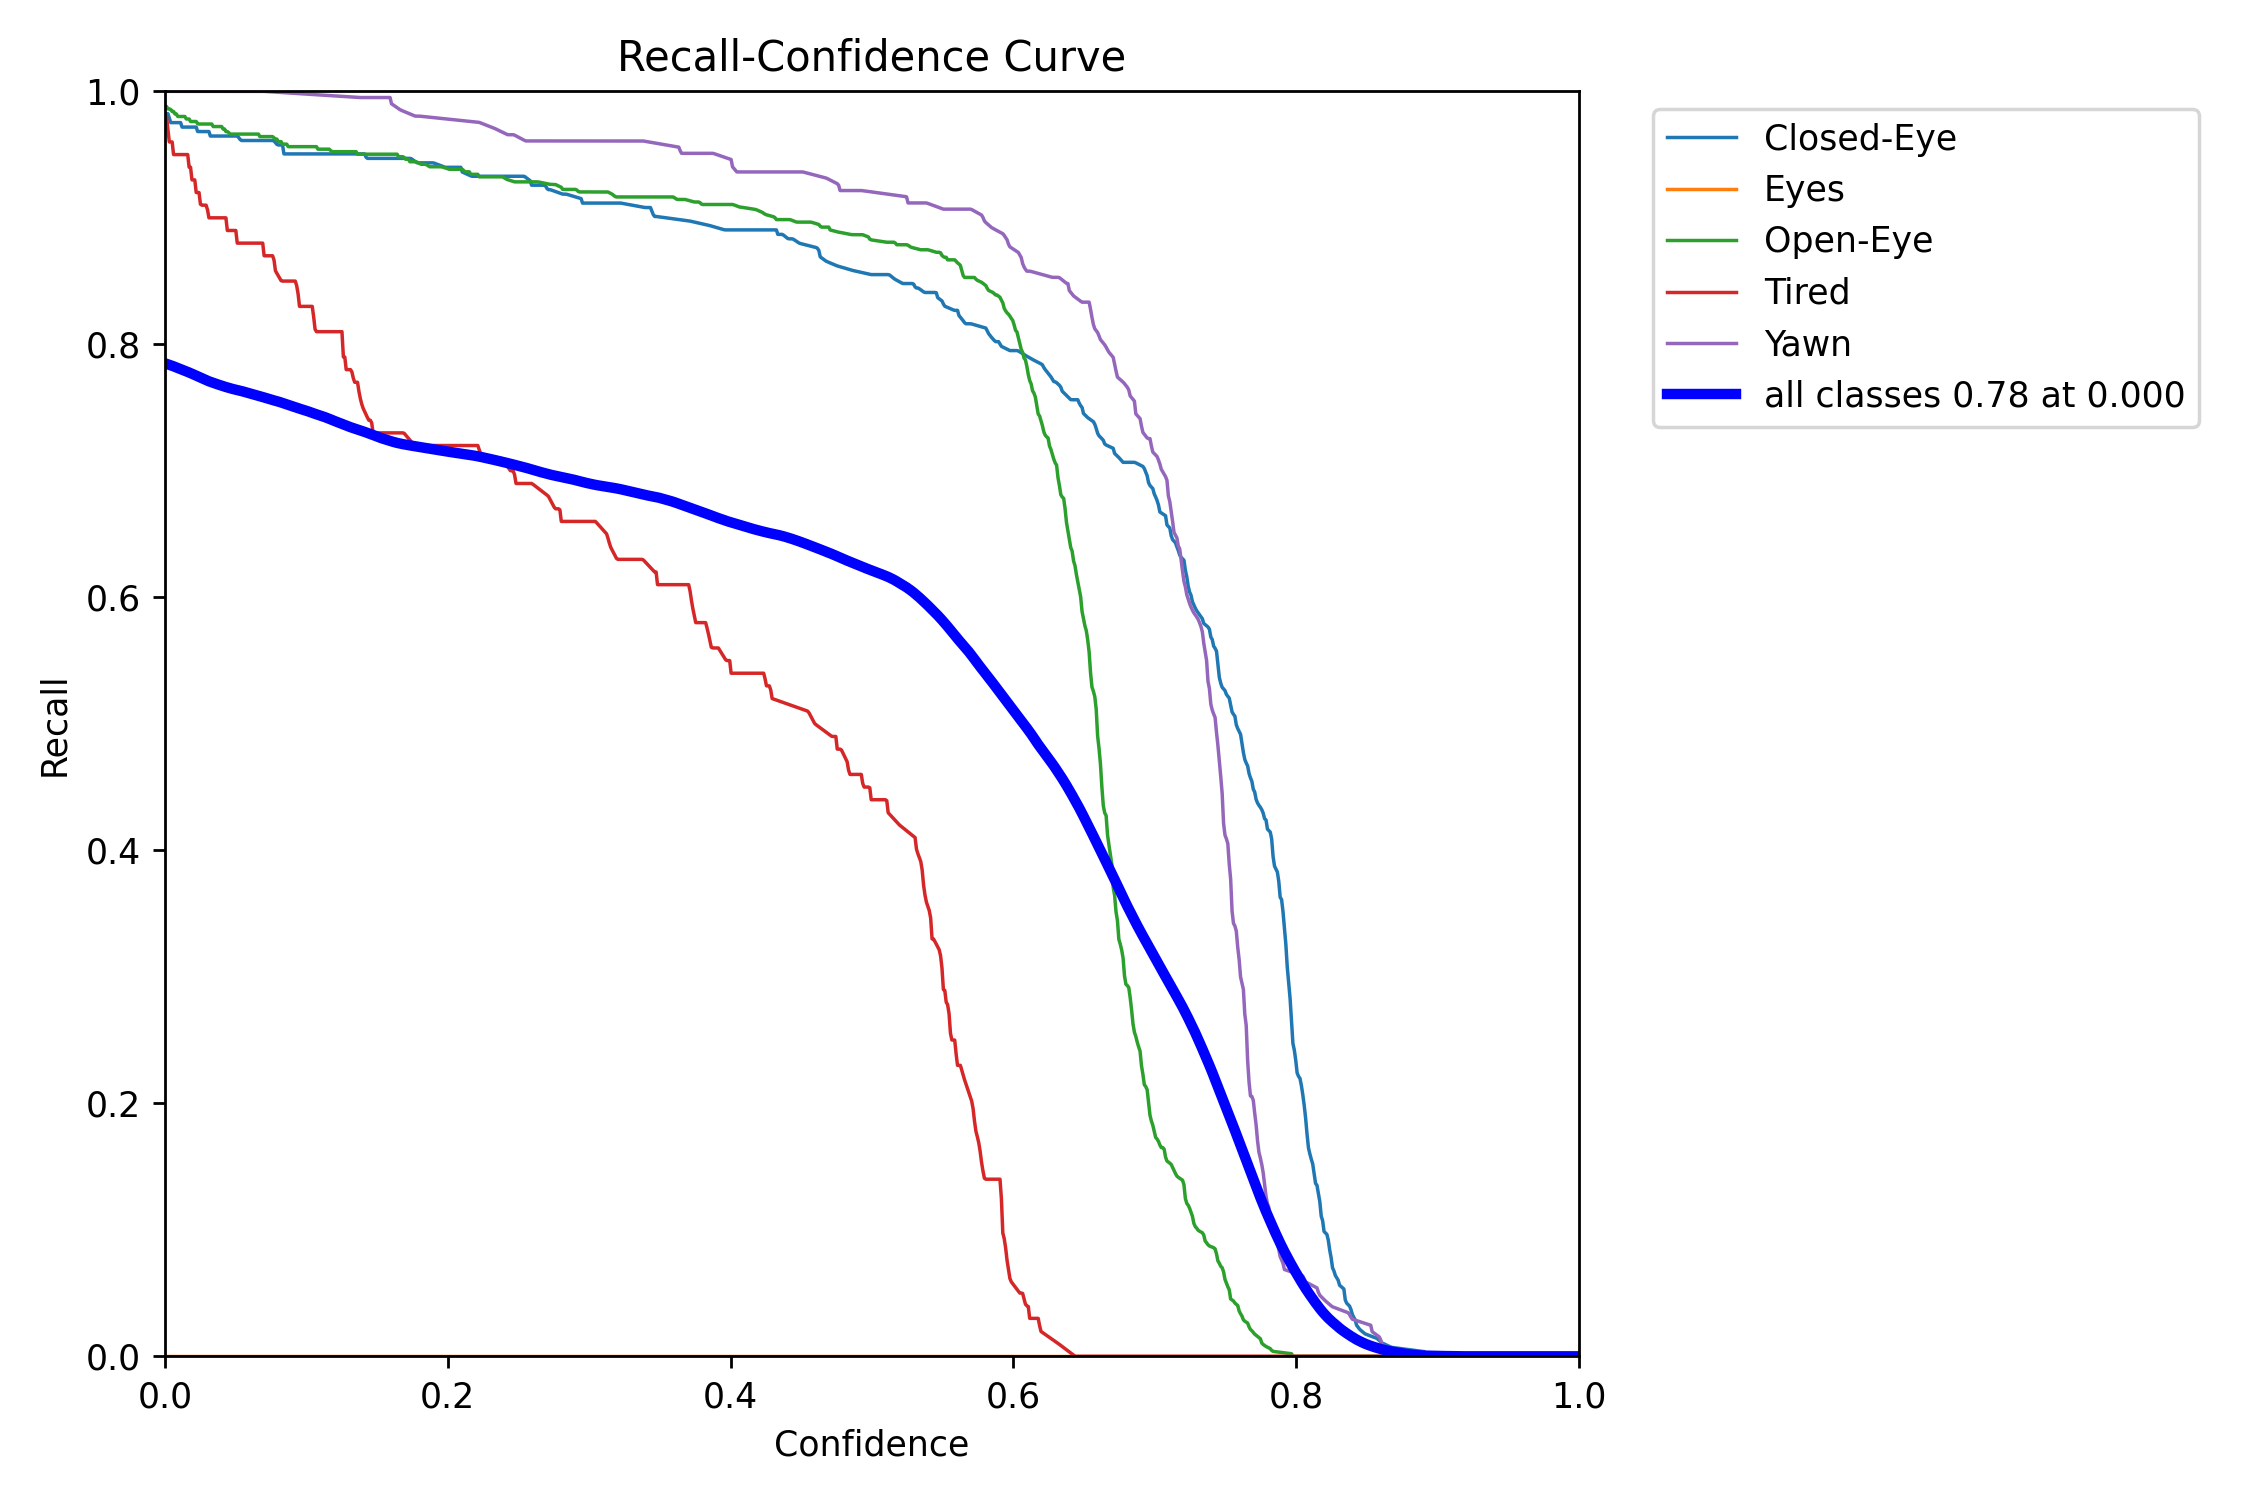 Recall-Confidence Curve
1.0
0.8
0.6
0.4
0.2
0.0
Recall
0.0 0.2 0.4 0.6 0.8 1.0
Confidence
Closed-Eye
Eyes
Open-Eye
Tired
Yawn
all classes 0.78 at 0.000